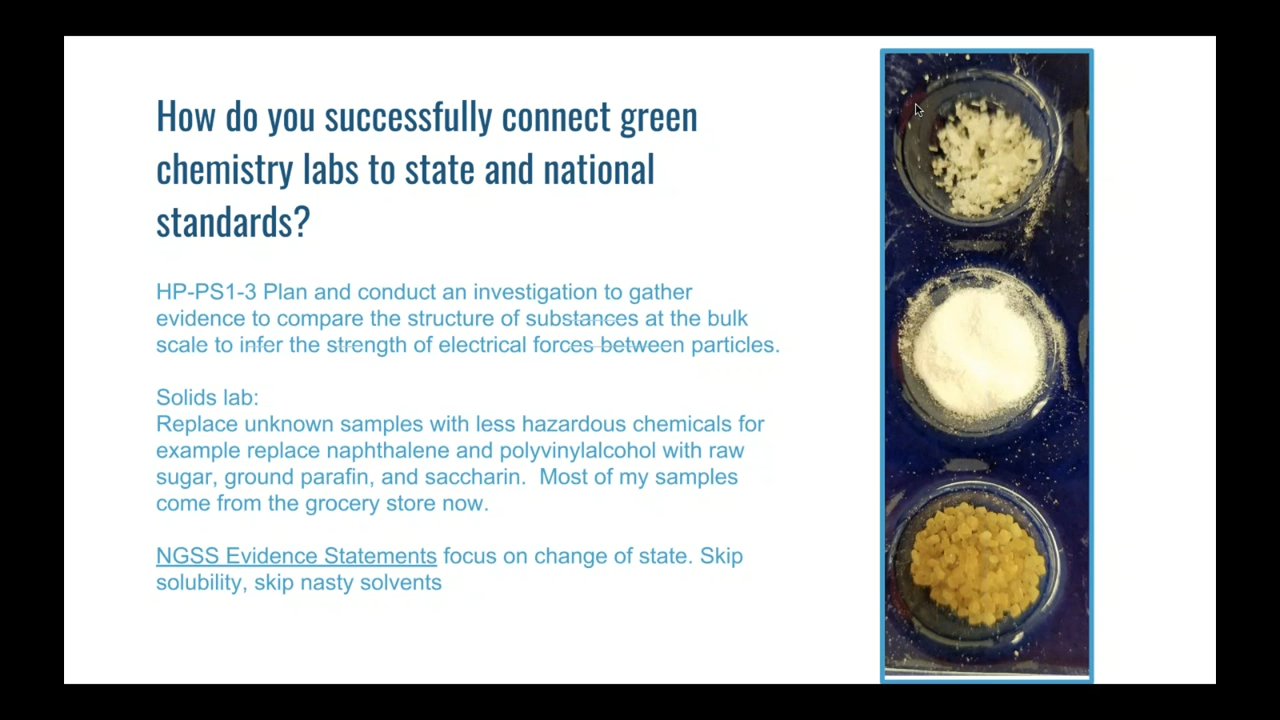 How do you successfully connect green
chemistry labs to state and national
standards?
HP-PS1-3 Plan and conduct an investigation to gather
evidence to compare the structure of substances at the bulk
scale to infer the strength of electrical forces between particles.
Solids lab:
Replace unknown samples with less hazardous chemicals for
example replace naphthalene and polyvinylalcohol with raw
sugar, ground parafin, and saccharin.  Most of my samples
come from the grocery store now.
NGSS Evidence Statements focus on change of state. Skip
solubility, skip nasty solvents